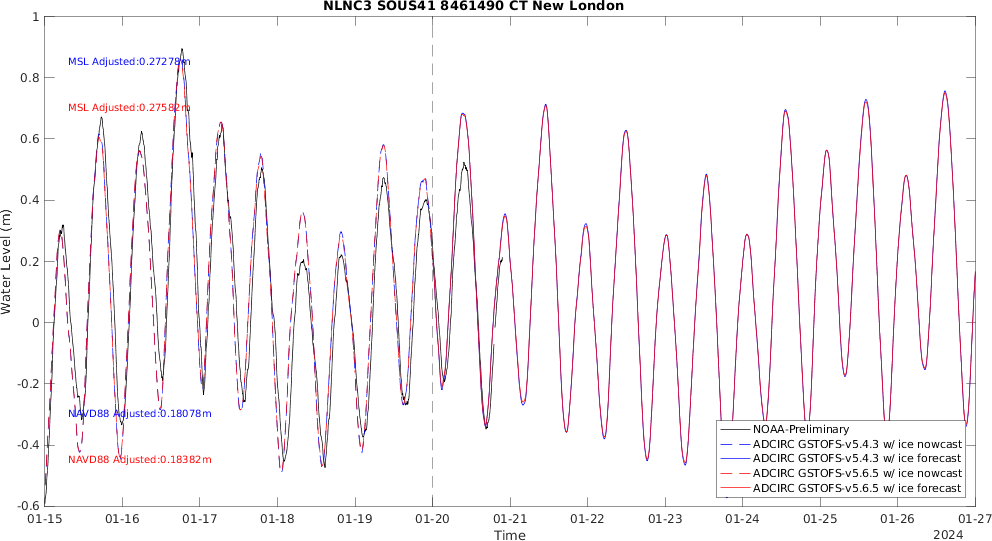 NLNC3 SOUS41 8461490 CT New London
1
0.8
0.6
0.4
0.2
0
-0.2
-0.4
-0.6
Water Level (m)
MSL Adjusted:0.27278m
MSL Adjusted:0.27582m
NAVD88 Adjusted:0.18078m
NAVD88 Adjusted:0.18382m
NOAA-Preliminary
ADCIRC GSTOFS-v5.4.3 w/ ice nowcast
ADCIRC GSTOFS-v5.4.3 w/ ice forecast
ADCIRC GSTOFS-v5.6.5 w/ ice nowcast
ADCIRC GSTOFS-v5.6.5 w/ ice forecast
01-15 01-16 01-17 01-18 01-19 01-20 01-21 01-22 01-23 01-24 01-25 01-26 01-27
Time
2024